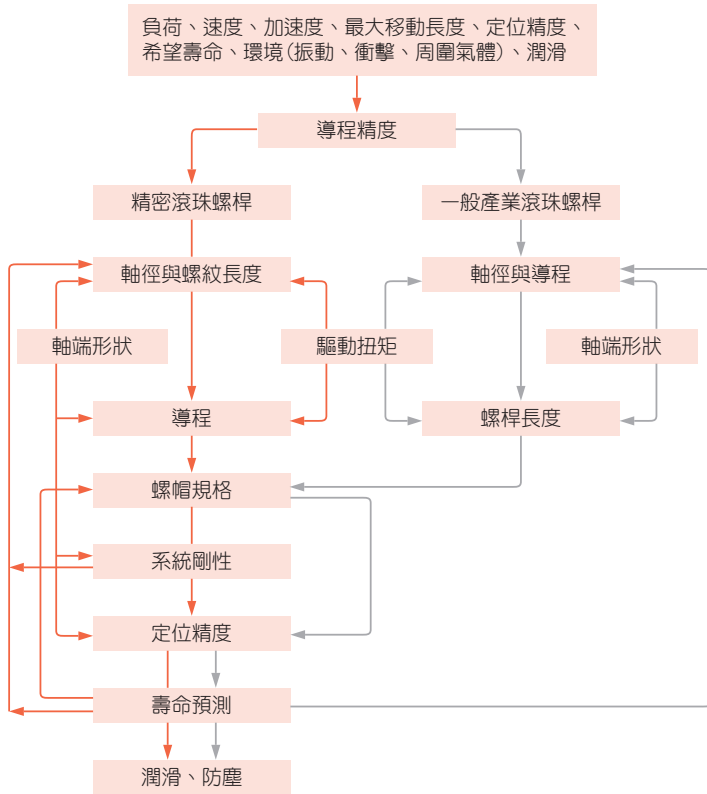 負荷、速度、加速度、最大移動長度、定位精度、
希望壽命、環境(振動、衝擊、周圍氣體)、潤滑
導程精度
精密滾珠螺桿
一般產業滾珠螺桿
軸徑與螺紋長度
軸徑與導程
軸端形狀
驅動扭矩
軸端形狀
導程
螺桿長度
螺帽規格
系統剛性
定位精度
壽命預測
潤滑、防塵